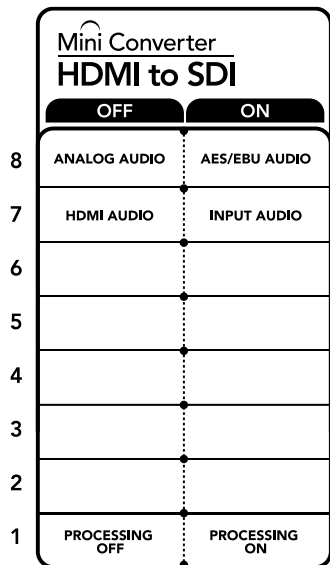 Mini Converter
HDMI to SDI
OFF ON
8 ANALOG AUDIO AES/EBU AUDIO
7 HDMI AUDIO INPUT AUDIO
6
5
4
3
2
1 PROCESSING OFF PROCESSING ON